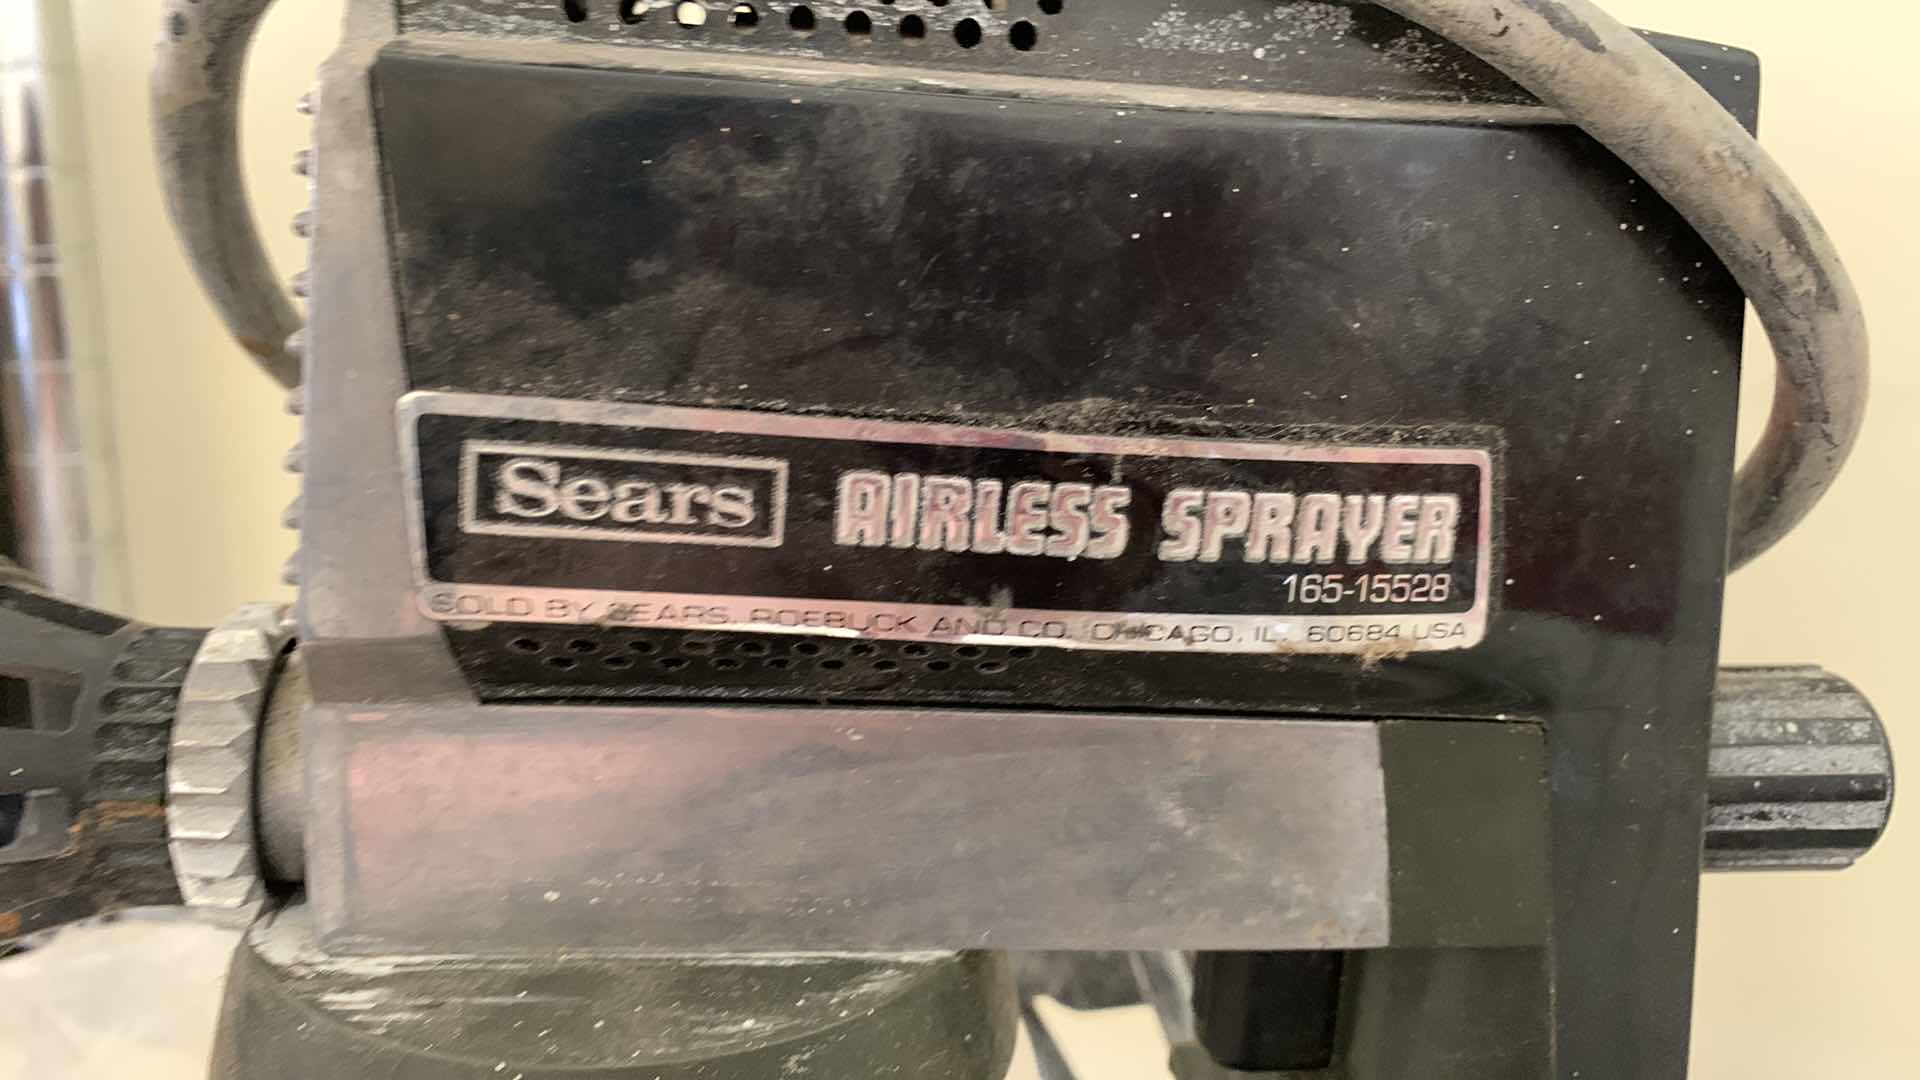 Sears AIRLESS SPRAYER
165-15528
SOLD BY SEARS, ROEBUCK AND CO. CHICAGO, IL. 60684 USA